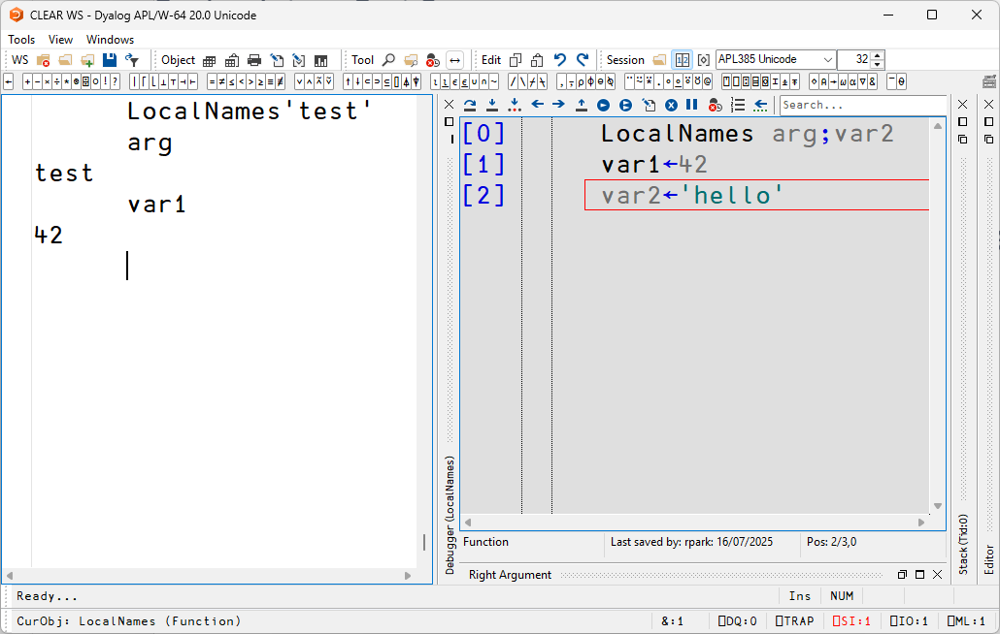 CLEAR WS - Dyalog APL/W-64 20.0 Unicode
Tools View Windows
WS Object Tool Edit Session APL385 Unicode 32
Search...
LocalNames'test'
arg
test
var1
42
[0] LocalNames arg;var2
[1] var1←42
[2] var2←'hello'
Debugger (LocalNames)
Stack (Tid:0)
Editor
Function Last saved by: rpark: 16/07/2025 Pos: 2/3,0
Right Argument
Ready... Ins NUM
CurObj: LocalNames (Function) &:1 ⎕DQ:0 ⎕TRAP ⎕SI:1 ⎕IO:1 ⎕ML:1